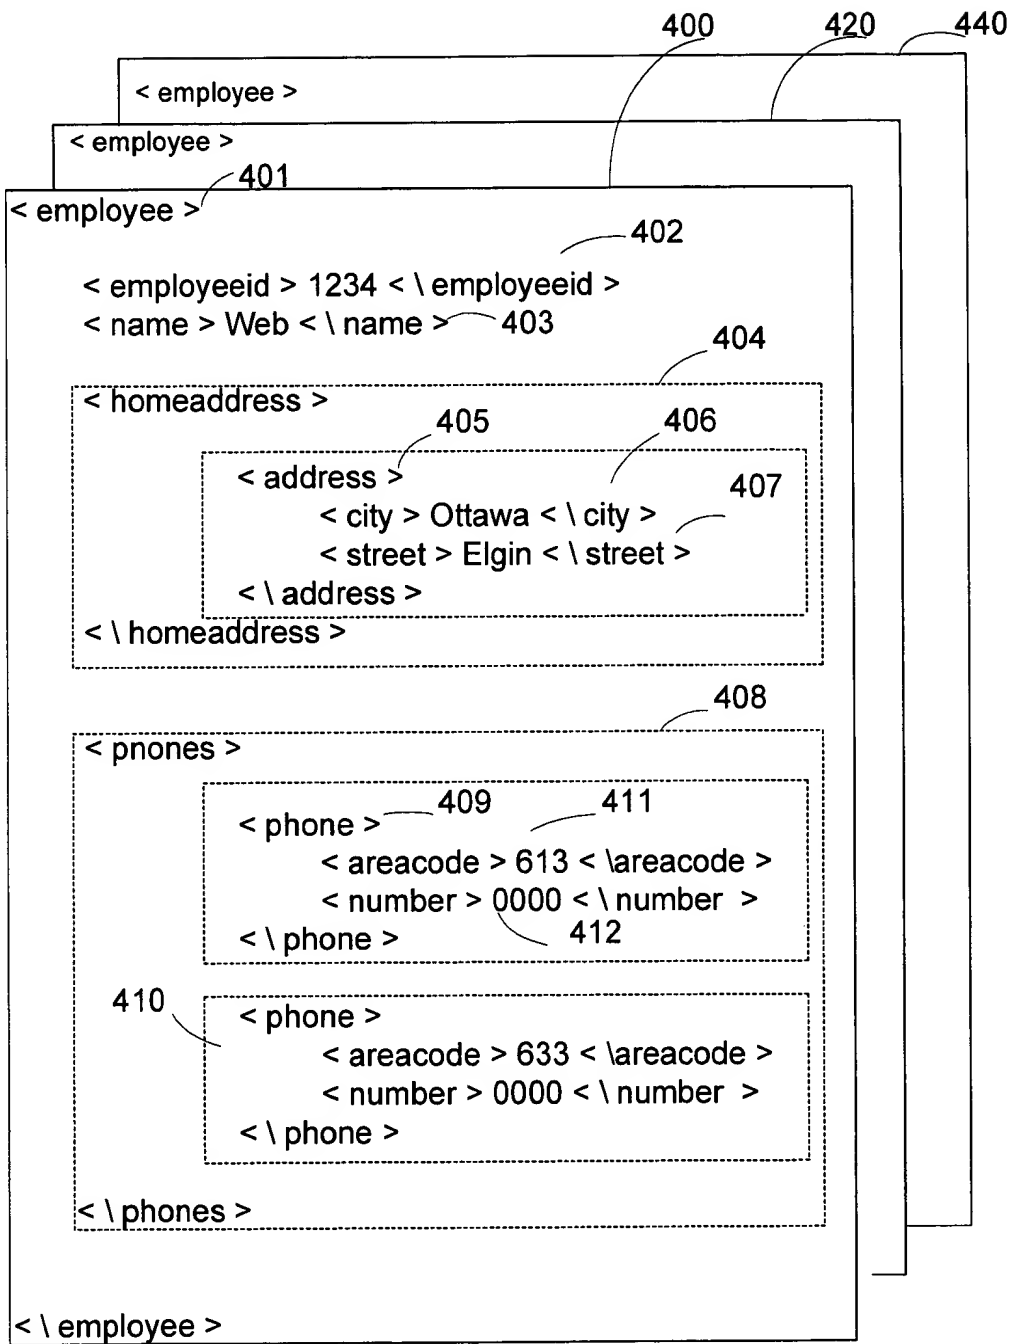 400
420
440
< employee >
< employee >
401
< employee >
402
< employeeid > 1234 < \ employeeid >
< name > Web < \ name > 403
404
< homeaddress >
405
406
< address >
407
< city > Ottawa < \ city >
< street > Elgin < \ street >
< \ address >
< \ homeaddress >
408
< pnones >
409
411
< phone >
< areacode > 613 < \areacode >
< number > 0000 < \ number >
< \ phone >
412
410
< phone >
< areacode > 633 < \areacode >
< number > 0000 < \ number >
< \ phone >
< \ phones >
< \ employee >